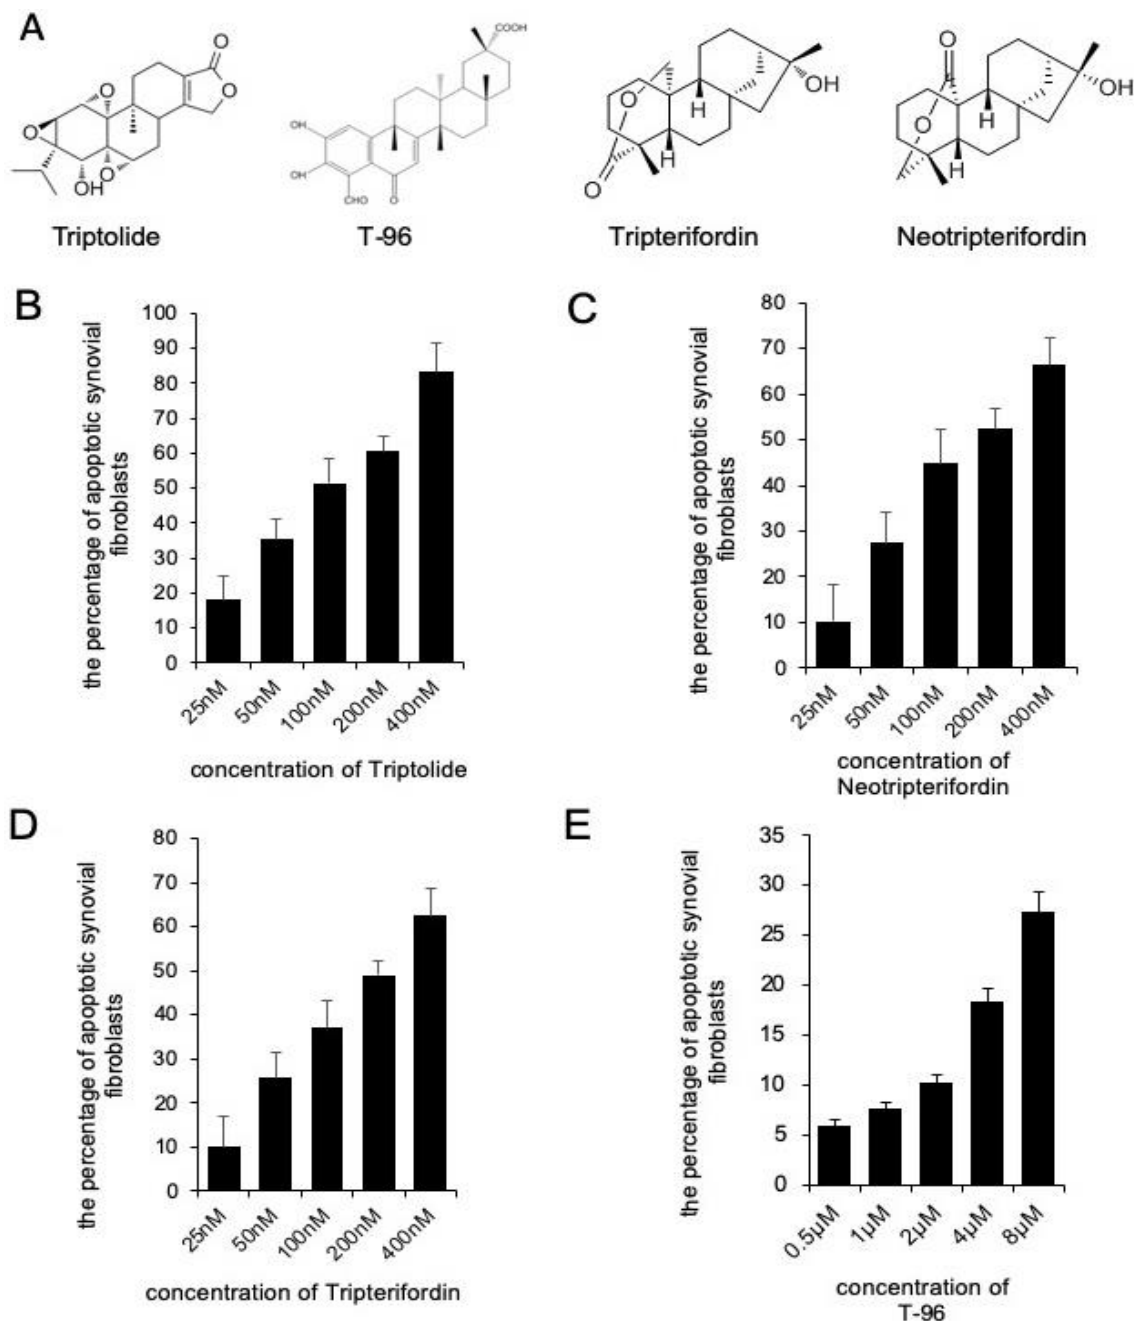 A
O
O
O
O
OH
O
COOH
OH
OH
CHO
O
O
O
H
H
OH
O
O
H
H
OH
Triptolide
T-96
Tripterifordin
Neotripterifordin
B
the percentage of apoptotic synovial
fibroblasts
100
90
80
70
60
50
40
30
20
10
0
25nM
50nM
100nM
200nM
400nM
concentration of Triptolide
C
the percentage of apoptotic synovial
fibroblasts
80
70
60
50
40
30
20
10
0
25nM
50nM
100nM
200nM
400nM
concentration of
Neotripterifordin
D
the percentage of apoptotic synovial
fibroblasts
80
70
60
50
40
30
20
10
0
25nM
50nM
100nM
200nM
400nM
concentration of Tripterifordin
E
the percentage of apoptotic synovial
fibroblasts
35
30
25
20
15
10
5
0
0.5µM
1µM
2µM
4µM
8µM
concentration of
T-96